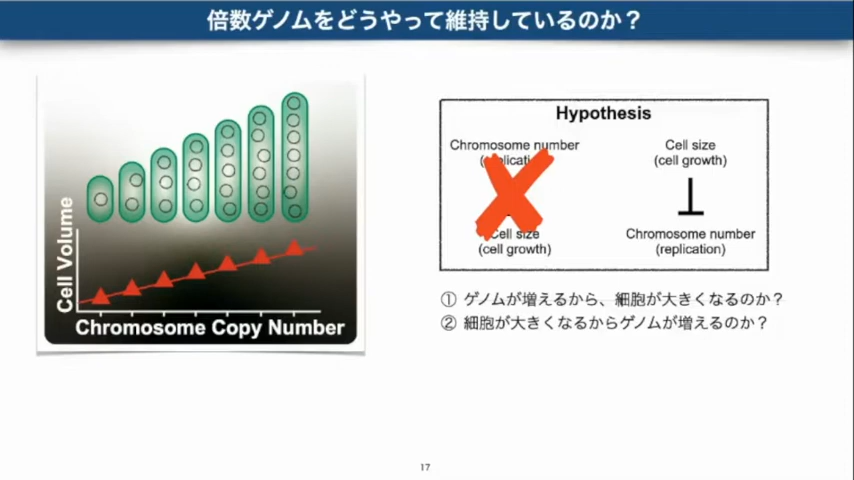 倍数ゲノムをどうやって維持しているのか？
Cell Volume
Chromosome Copy Number
Hypothesis
Chromosome number
Cell size
(cell growth)
Cell size
(cell growth)
Chromosome number
(replication)
① ゲノムが増えるから、細胞が大きくなるのか？
② 細胞が大きくなるからゲノムが増えるのか？
17